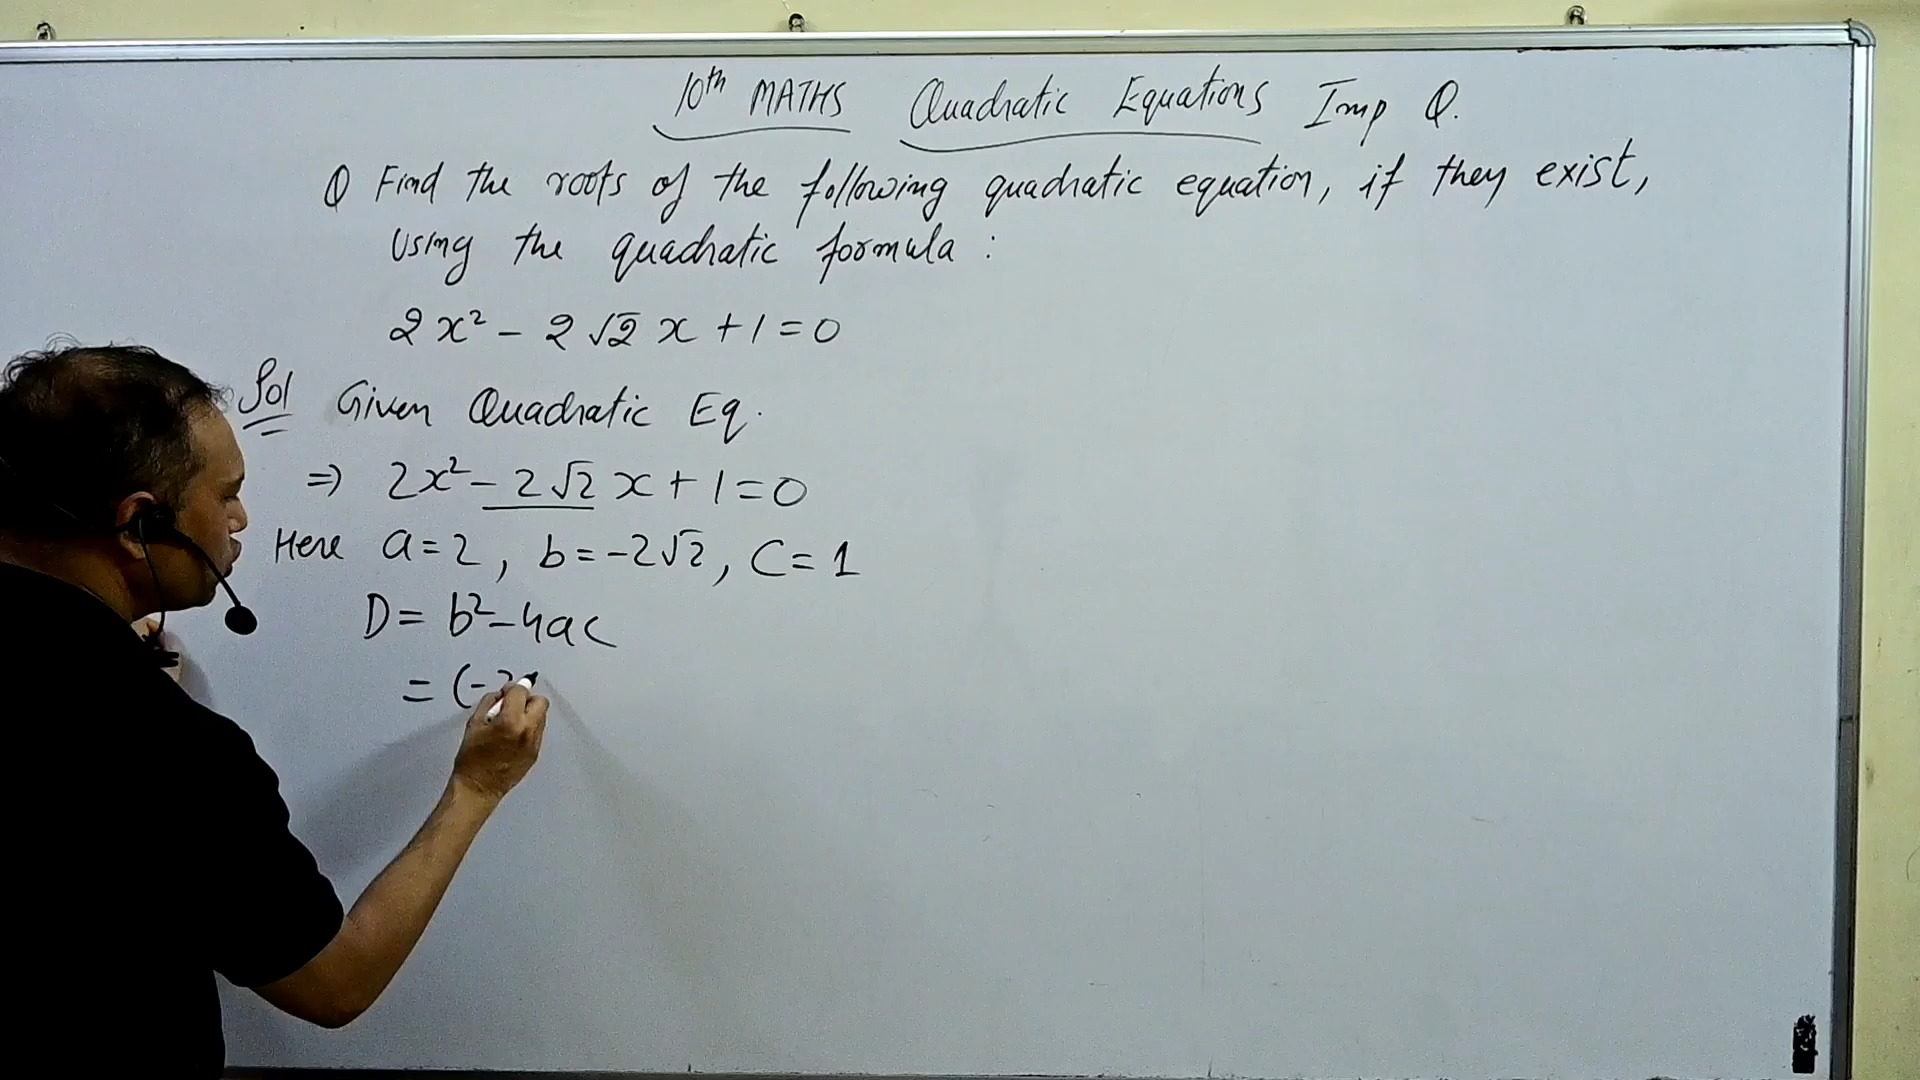 10th MATHS Quadratic Equations Imp Q.
Q Find the roots of the following quadratic equation, if they exist,
using the quadratic formula :
2x² - 2√2 x + 1 = 0
Sol Given Quadratic Eq.
⇒ 2x² - 2√2 x + 1 = 0
Here a = 2, b = -2√2, c = 1
D = b² - 4ac
= (-2